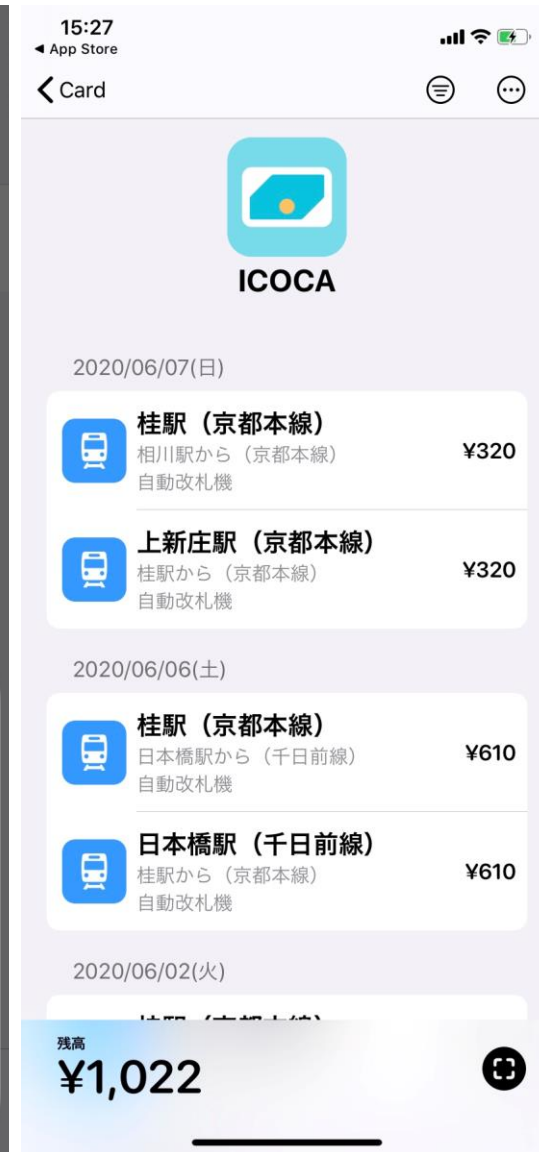 15:27
◀ App Store
Card
ICOCA
2020/06/07(日)
桂駅（京都本線）
相川駅から（京都本線）
¥320
自動改札機
上新庄駅（京都本線）
桂駅から（京都本線）
¥320
自動改札機
2020/06/06(土)
桂駅（京都本線）
日本橋駅から（千日前線）
¥610
自動改札機
日本橋駅（千日前線）
桂駅から（京都本線）
¥610
自動改札機
2020/06/02(火)
残高
¥1,022